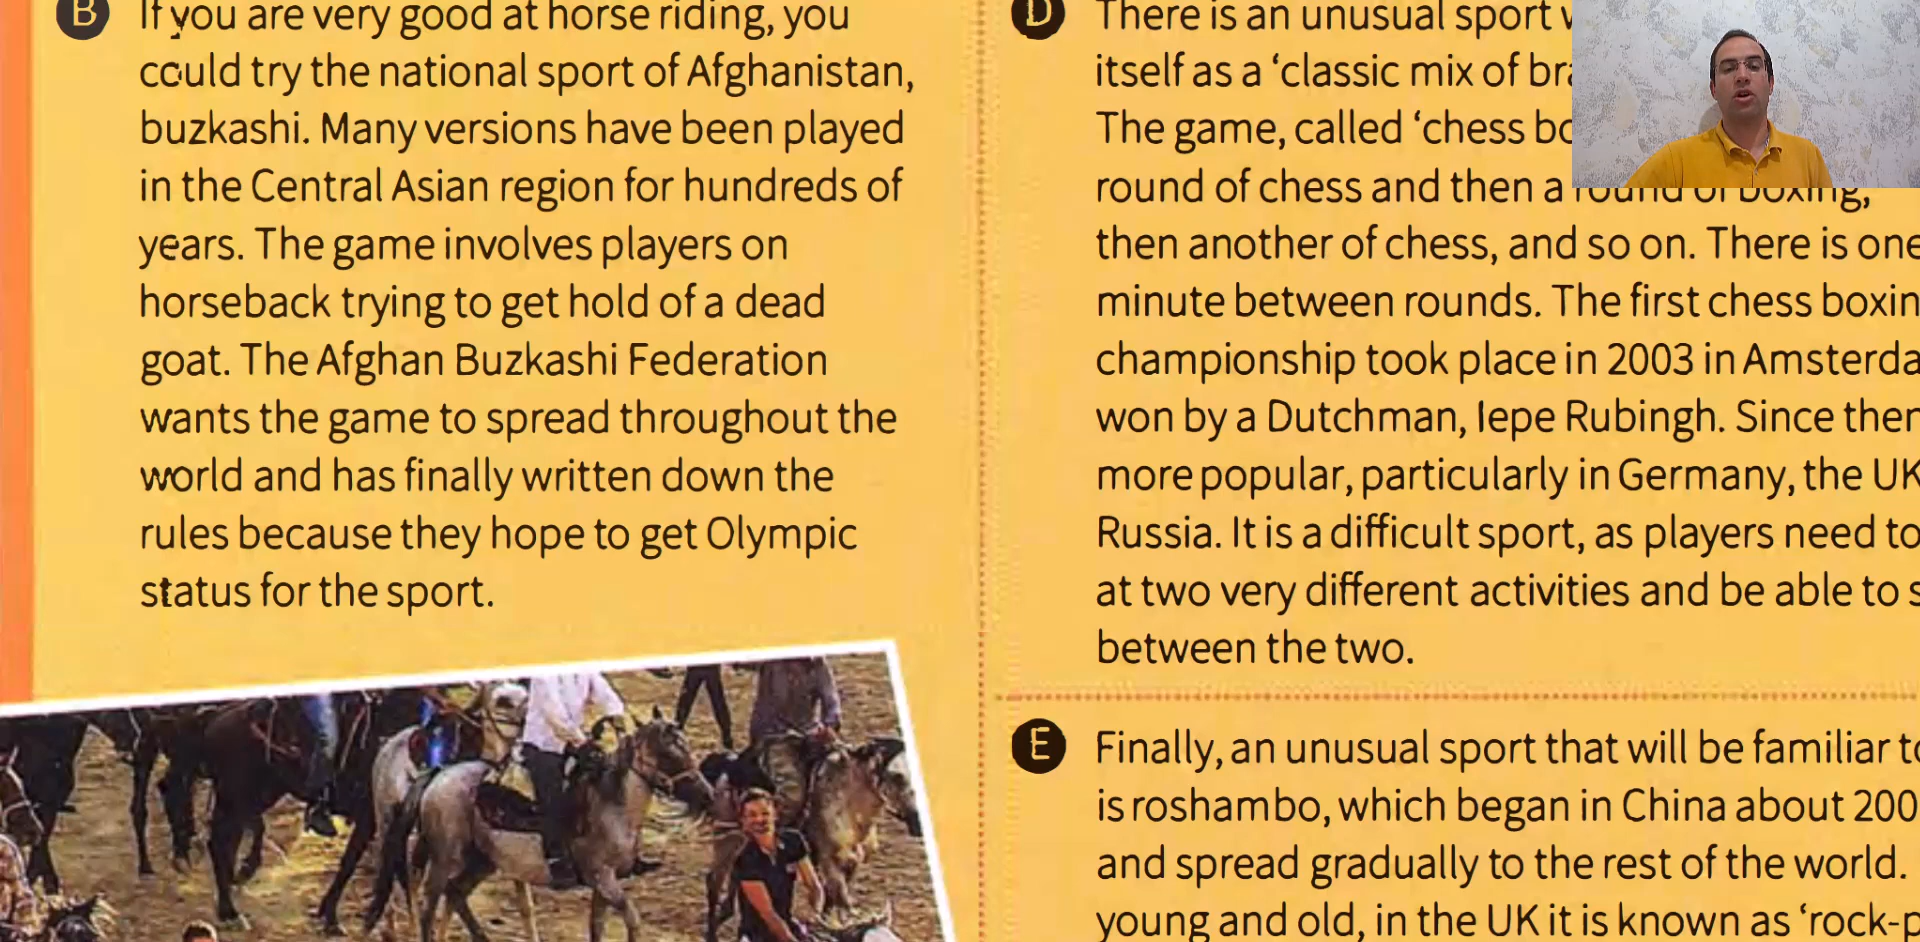 B
If you are very good at horse riding, you
could try the national sport of Afghanistan,
buzkashi. Many versions have been played
in the Central Asian region for hundreds of
years. The game involves players on
horseback trying to get hold of a dead
goat. The Afghan Buzkashi Federation
wants the game to spread throughout the
world and has finally written down the
rules because they hope to get Olympic
status for the sport.
D
There is an unusual sport
itself as a ‘classic mix of
The game, called ‘chess
round of chess and then a round of boxing,
then another of chess, and so on. There is one
minute between rounds. The first chess
championship took place in 2003 in
won by a Dutchman, Iepe Rubingh. Since
more popular, particularly in Germany, the UK
Russia. It is a difficult sport, as players need to
at two very different activities and be able to
between the two.
E
Finally, an unusual sport that will be familiar
is roshambo, which began in China about
and spread gradually to the rest of the world.
young and old, in the UK it is known as